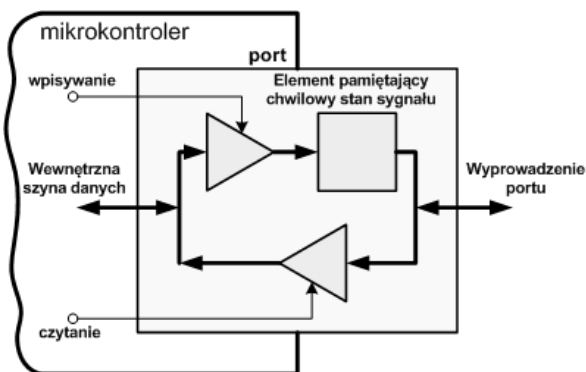 mikrokontroler
port
wpisywanie
Element pamiętający
chwilowy stan sygnału
Wewnętrzna
szyna danych
Wyprowadzenie
portu
czytanie